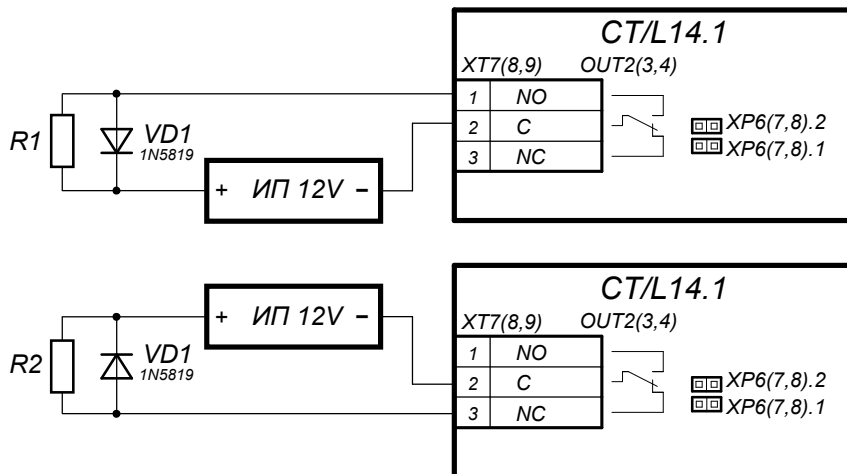 CT/L14.1
XT7(8,9) OUT2(3,4)
1 NO
2 C
3 NC
XP6(7,8).2
XP6(7,8).1
R1
VD1
1N5819
+ ИП 12V −
CT/L14.1
XT7(8,9) OUT2(3,4)
1 NO
2 C
3 NC
XP6(7,8).2
XP6(7,8).1
+ ИП 12V −
R2
VD1
1N5819